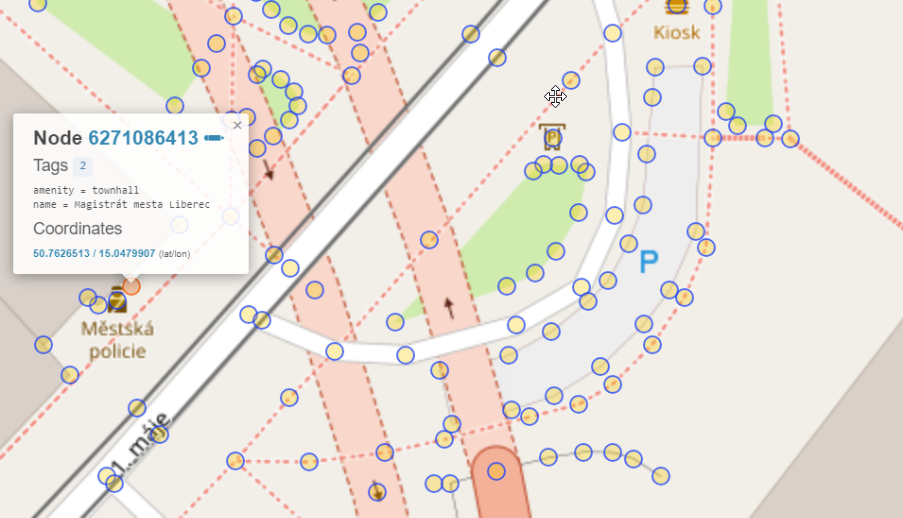 Kiosk
Node 6271086413
×
Tags 2
amenity = townhall
name = Magistrát mesta Liberec
Coordinates
50.7626513 / 15.0479907 (lat/lon)
P
P
Městská
policie
1. máje